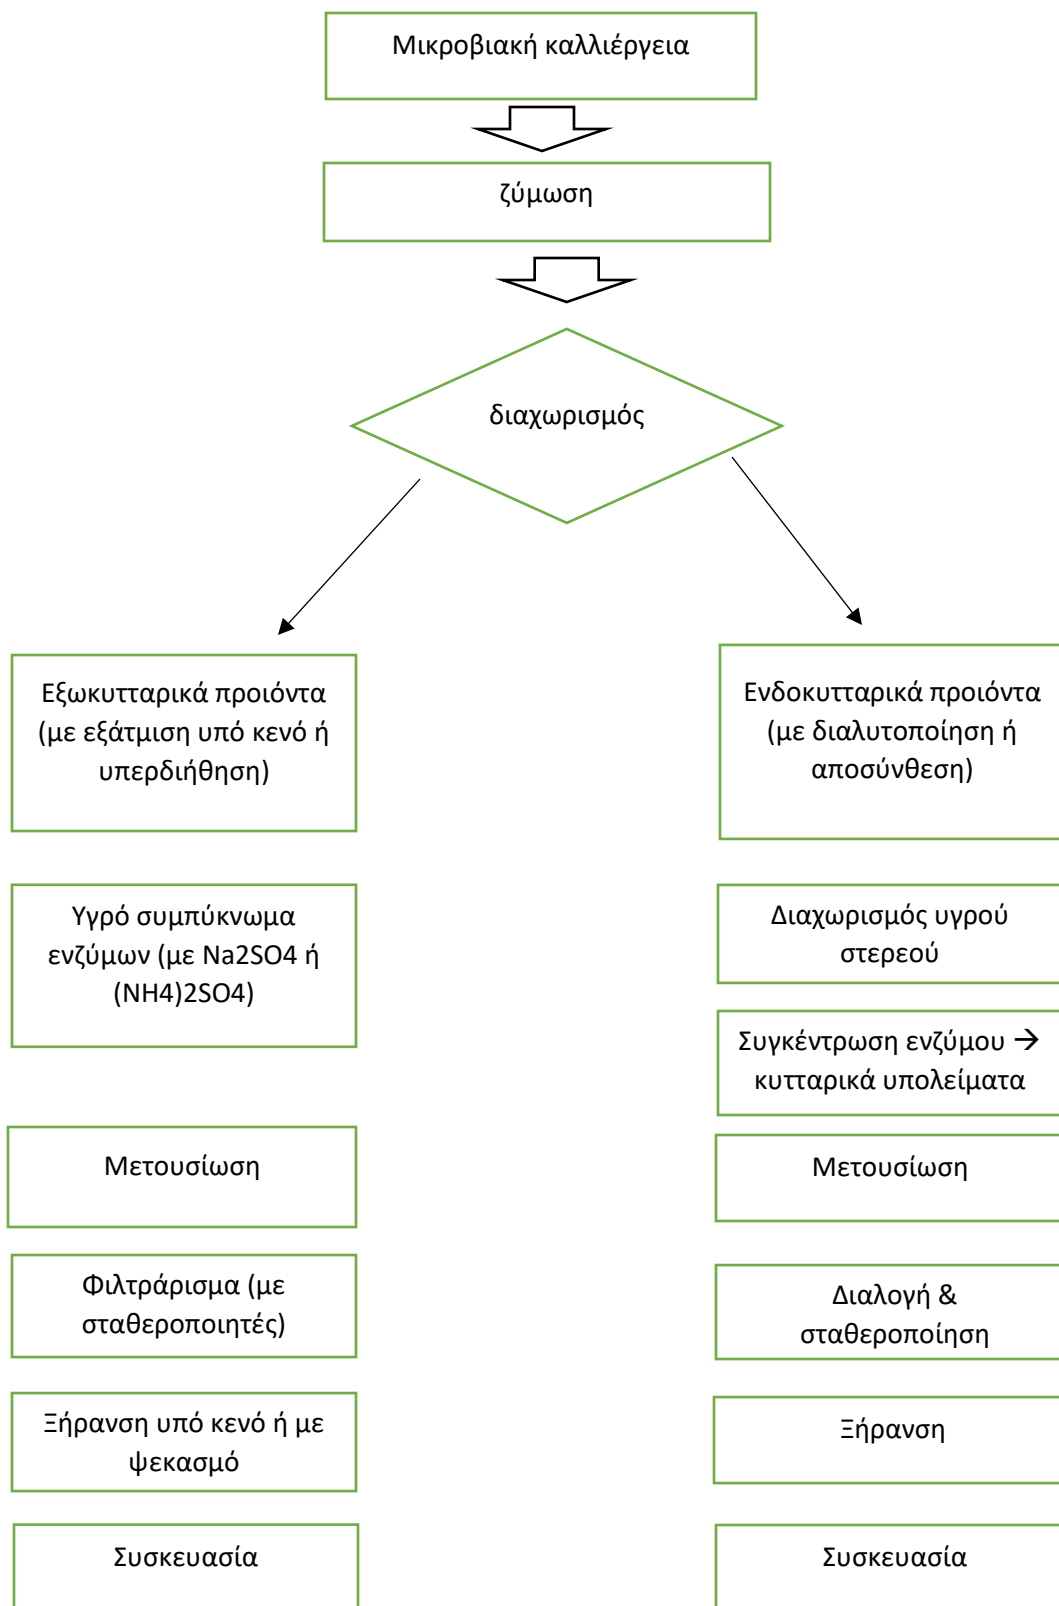 Μικροβιακή καλλιέργεια
ζύμωση
διαχωρισμός
Εξωκυτταρικά προιόντα
(με εξάτμιση υπό κενό ή
υπερδιήθηση)
Υγρό συμπύκνωμα
ενζύμων (με Na2SO4 ή
(NH4)2SO4)
Μετουσίωση
Φιλτράρισμα (με
σταθεροποιητές)
Ξήρανση υπό κενό ή με
ψεκασμό
Συσκευασία
Ενδοκυτταρικά προιόντα
(με διαλυτοποίηση ή
αποσύνθεση)
Διαχωρισμός υγρού
στερεού
Συγκέντρωση ενζύμου →
κυτταρικά υπολείματα
Μετουσίωση
Διαλογή &
σταθεροποίηση
Ξήρανση
Συσκευασία